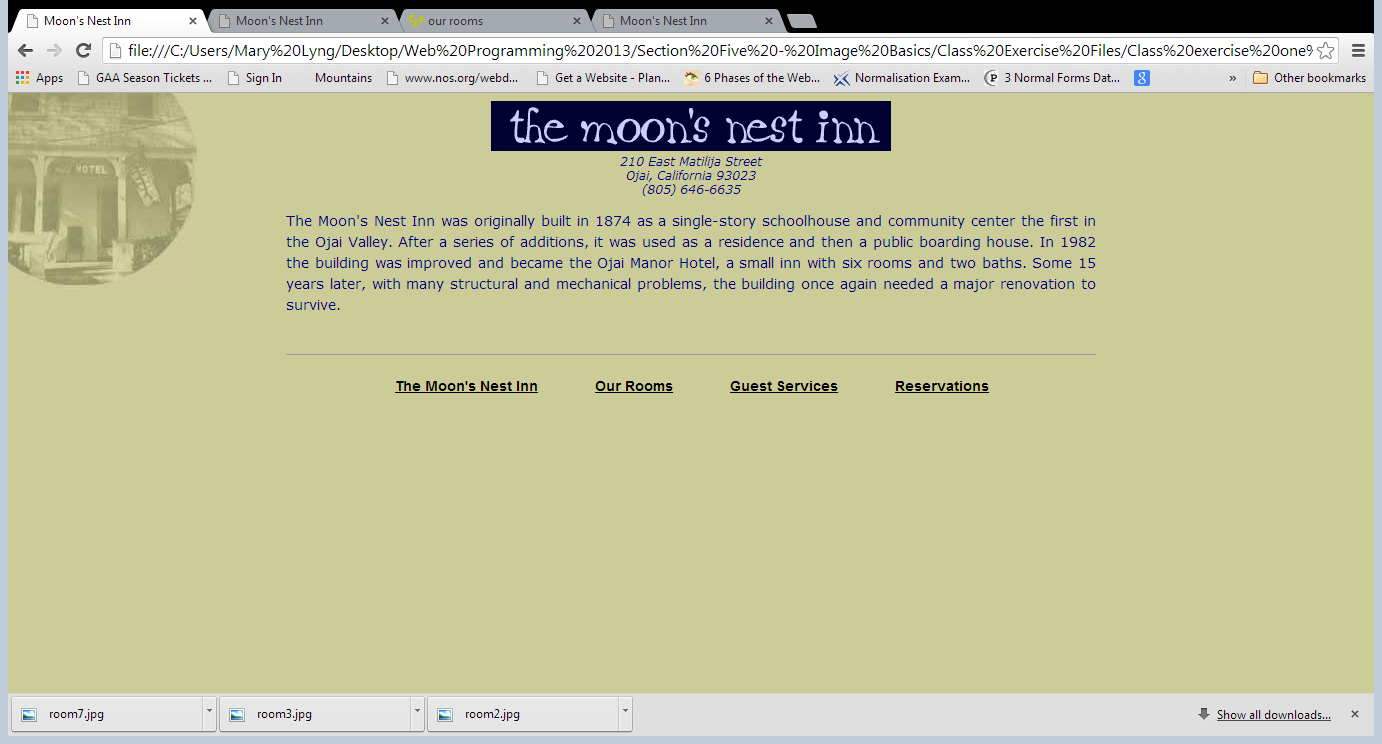 Moon's Nest Inn
Moon's Nest Inn
our rooms
Moon's Nest Inn
file:///C:/Users/Mary%20Lyng/Desktop/Web%20Programming%202013/Section%20Five%20-%20Image%20Basics/Class%20Exercise%20Files/Class%20exercise%20one%
Apps GAA Season Tickets ... Sign In Mountains www.nos.org/webd... Get a Website - Plan... 6 Phases of the Web... Normalisation Exam... P 3 Normal Forms Dat... g » Other bookmarks
HOTEL
the moon's nest inn
210 East Matilija Street
Ojai, California 93023
(805) 646-6635
The Moon's Nest Inn was originally built in 1874 as a single-story schoolhouse and community center the first in
the Ojai Valley. After a series of additions, it was used as a residence and then a public boarding house. In 1982
the building was improved and became the Ojai Manor Hotel, a small inn with six rooms and two baths. Some 15
years later, with many structural and mechanical problems, the building once again needed a major renovation to
survive.
The Moon's Nest Inn Our Rooms Guest Services Reservations
room7.jpg room3.jpg room2.jpg Show all downloads...